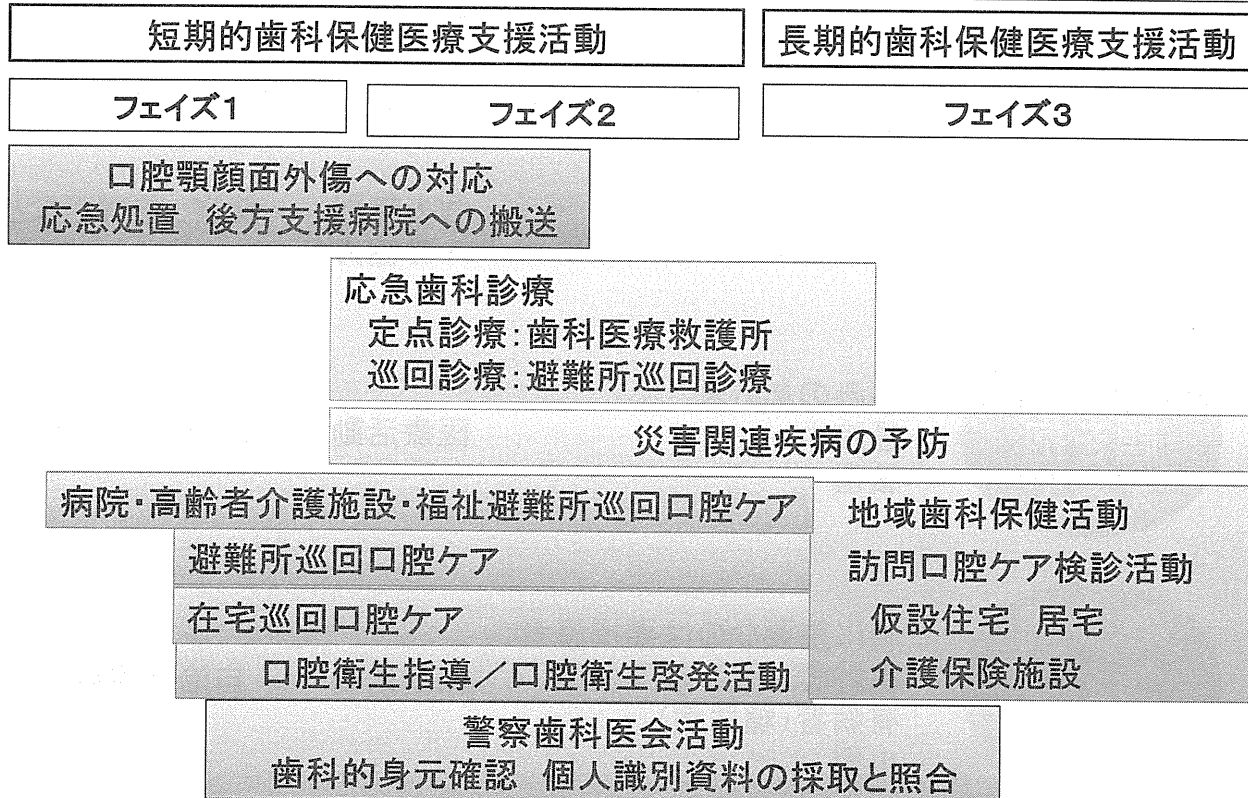 短期的歯科保健医療支援活動
長期的歯科保健医療支援活動
フェイズ1
フェイズ2
フェイズ3
口腔顎顔面外傷への対応
応急処置 後方支援病院への搬送
応急歯科診療
定点診療:歯科医療救護所
巡回診療:避難所巡回診療
災害関連疾病の予防
病院・高齢者介護施設・福祉避難所巡回口腔ケア
避難所巡回口腔ケア
在宅巡回口腔ケア
口腔衛生指導/口腔衛生啓発活動
地域歯科保健活動
訪問口腔ケア検診活動
仮設住宅 居宅
介護保険施設
警察歯科医会活動
歯科的身元確認 個人識別資料の採取と照合